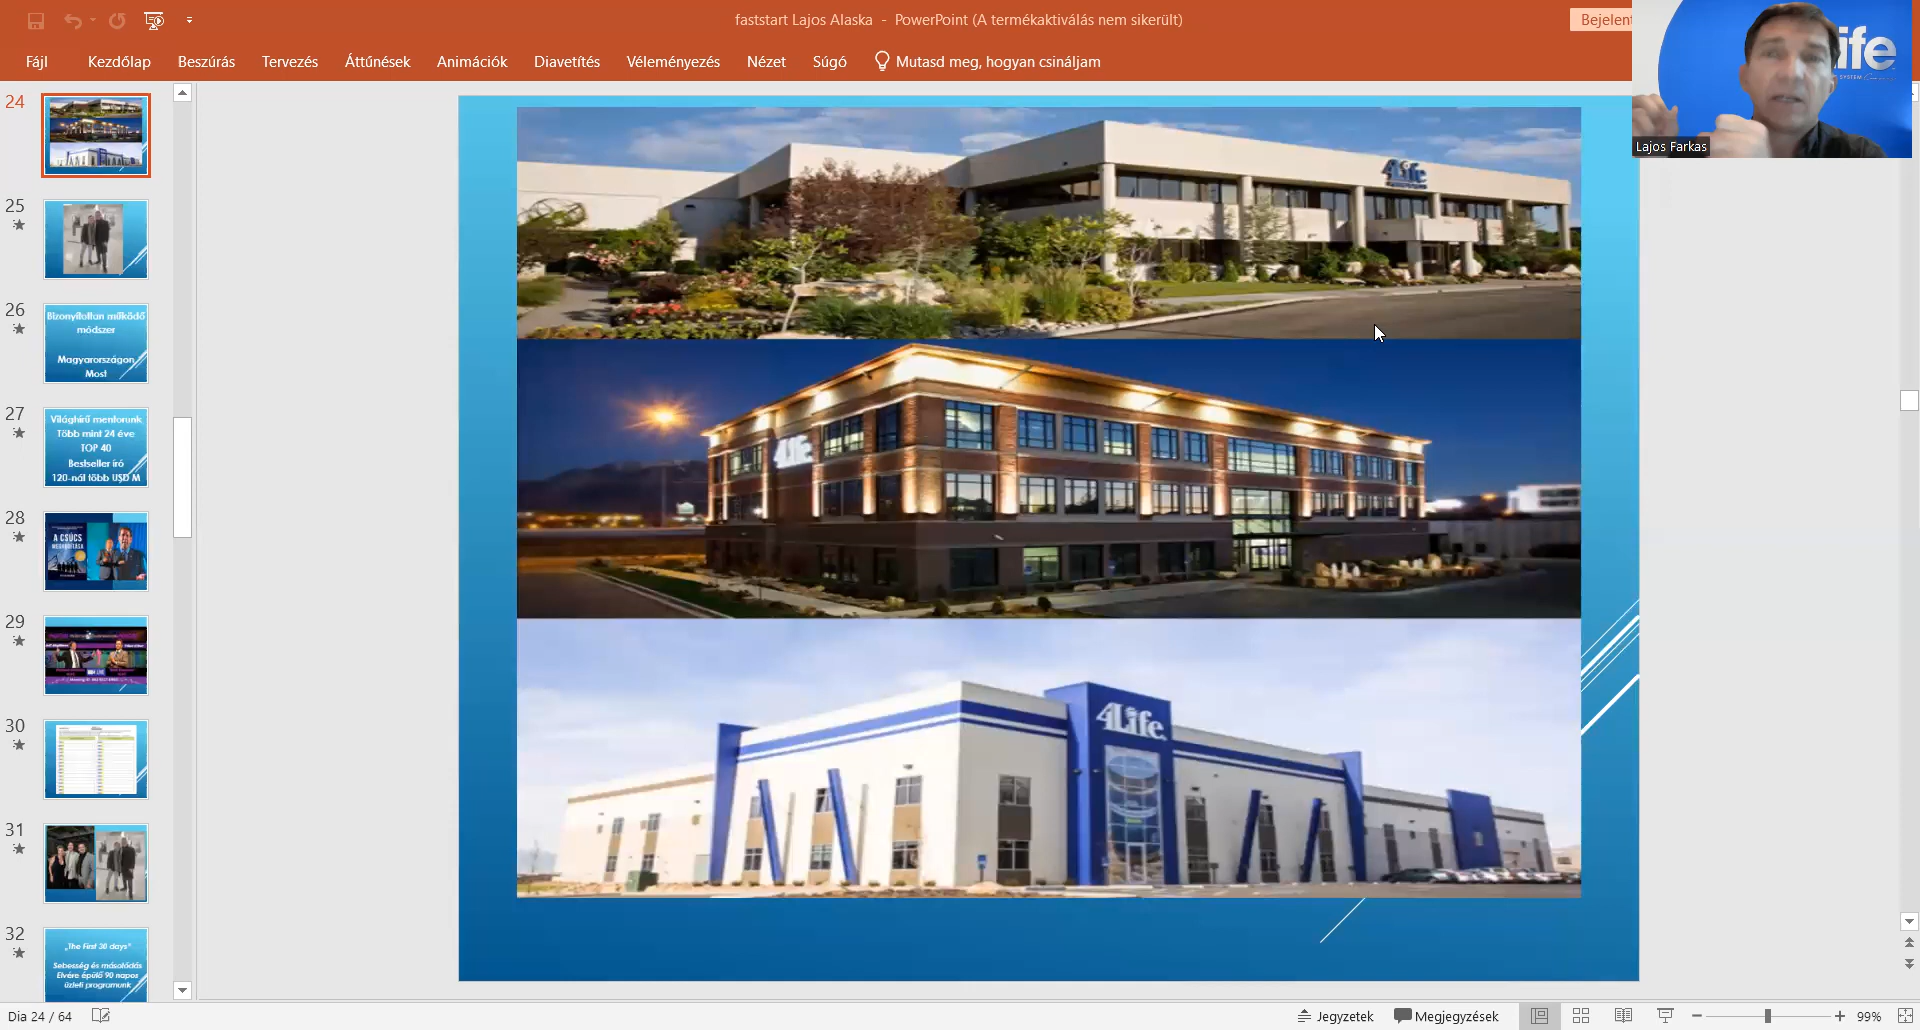 faststart Lajos Alaska - PowerPoint (A termékaktiválás nem sikerült)
Bejelent
Fájl
Kezdőlap
Beszúrás
Tervezés
Áttűnések
Animációk
Diavetítés
Véleményezés
Nézet
Súgó
Mutasd meg, hogyan csináljam
ife
SYSTEM
Lajos Farkas
24
25
26
Bizonyítottan működő
módszer
Magyarországon
Most
27
Világhírű mentorunk
Több mint 24 éve
TOP 40
Bestseller író
120-nál több USD M
28
A CSÚCS
MEGHÓDÍTÁSA
29
30
31
32
„The First 30 days"
Sebesség és másolódás
Elvére épülő 90 napos
üzleti programunk
4Life
4Life
4Life
Dia 24 / 64
Jegyzetek
Megjegyzések
99%